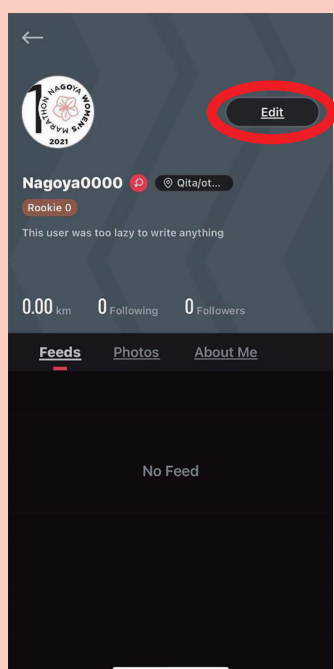 ←
NAGOYA WOMEN'S MARATHON
10
2021
Edit
Nagoya0000 Qita/ot...
Rookie 0
This user was too lazy to write anything
0.00 km 0 Following 0 Followers
Feeds Photos About Me
No Feed